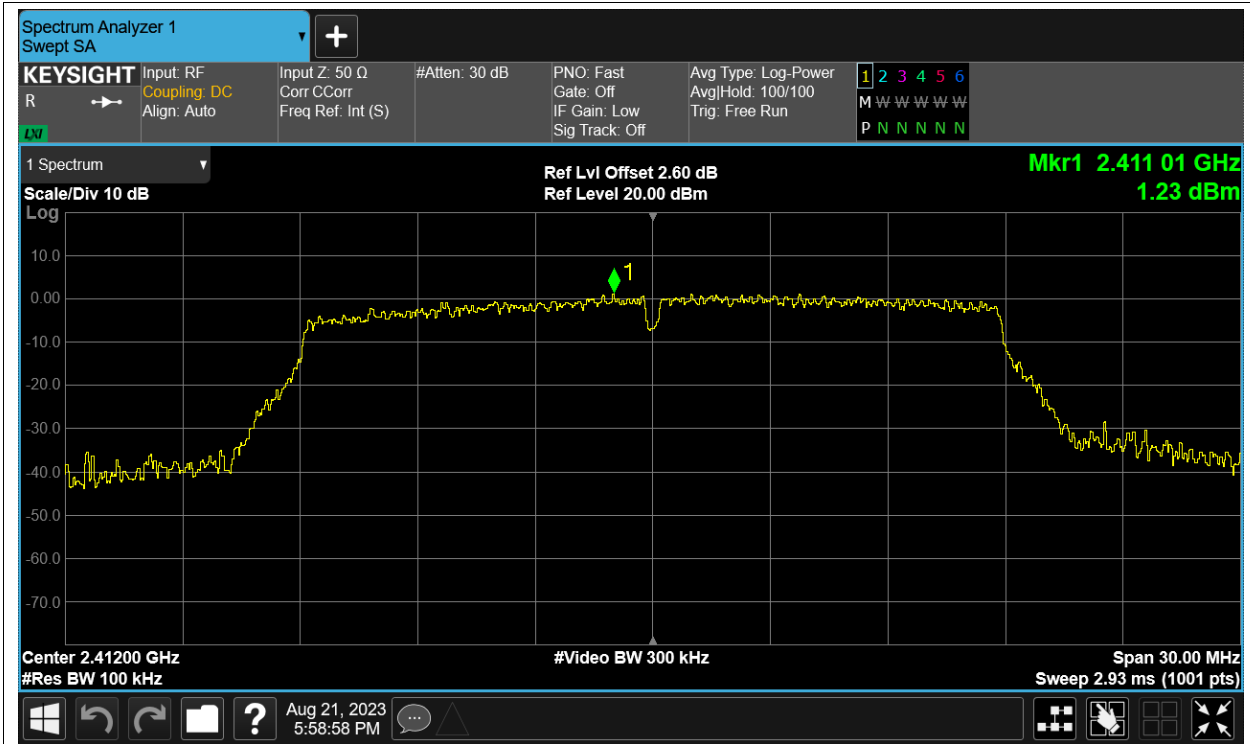 Spectrum Analyzer 1
Swept SA
KEYSIGHT
R
LXI
Input: RF
Coupling: DC
Align: Auto
Input Z: 50 Ω
Corr CCorr
Freq Ref: Int (S)
#Atten: 30 dB
PNO: Fast
Gate: Off
IF Gain: Low
Sig Track: Off
Avg Type: Log-Power
Avg|Hold: 100/100
Trig: Free Run
1 2 3 4 5 6
M W W W W W
P N N N N N
1 Spectrum
Scale/Div 10 dB
Log
Ref Lvl Offset 2.60 dB
Ref Level 20.00 dBm
Mkr1 2.411 01 GHz
1.23 dBm
10.0
1
0.00
-10.0
-20.0
-30.0
-40.0
-50.0
-60.0
-70.0
Center 2.41200 GHz
#Res BW 100 kHz
#Video BW 300 kHz
Span 30.00 MHz
Sweep 2.93 ms (1001 pts)
?
Aug 21, 2023
5:58:58 PM